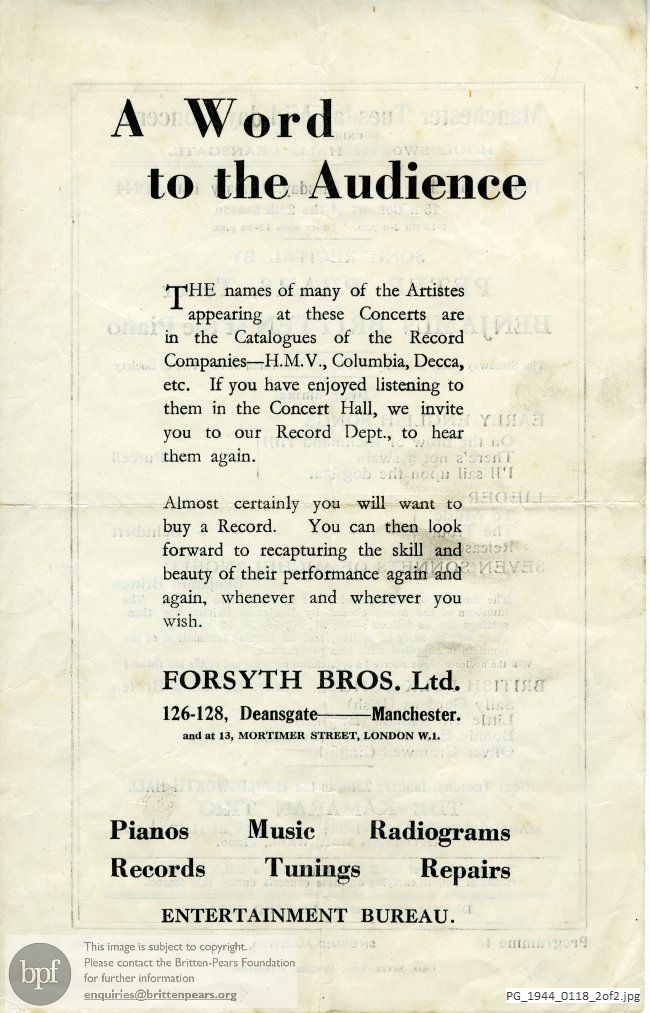 A Word
to the Audience
THE names of many of the Artistes
appearing at these Concerts are
in the Catalogues of the Record
Companies—H.M.V., Columbia, Decca,
etc. If you have enjoyed listening to
them in the Concert Hall, we invite
you to our Record Dept., to hear
them again.
Almost certainly you will want to
buy a Record. You can then look
forward to recapturing the skill and
beauty of their performance again and
again, whenever and wherever you
wish.
FORSYTH BROS. Ltd.
126-128, Deansgate——Manchester.
and at 13, MORTIMER STREET, LONDON W.1.
Pianos Music Radiograms
Records Tunings Repairs
ENTERTAINMENT BUREAU.
bpf
This image is subject to copyright.
Please contact the Britten-Pears Foundation
for further information
enquiries@brittenpears.org
PG_1944_0118_2of2.jpg